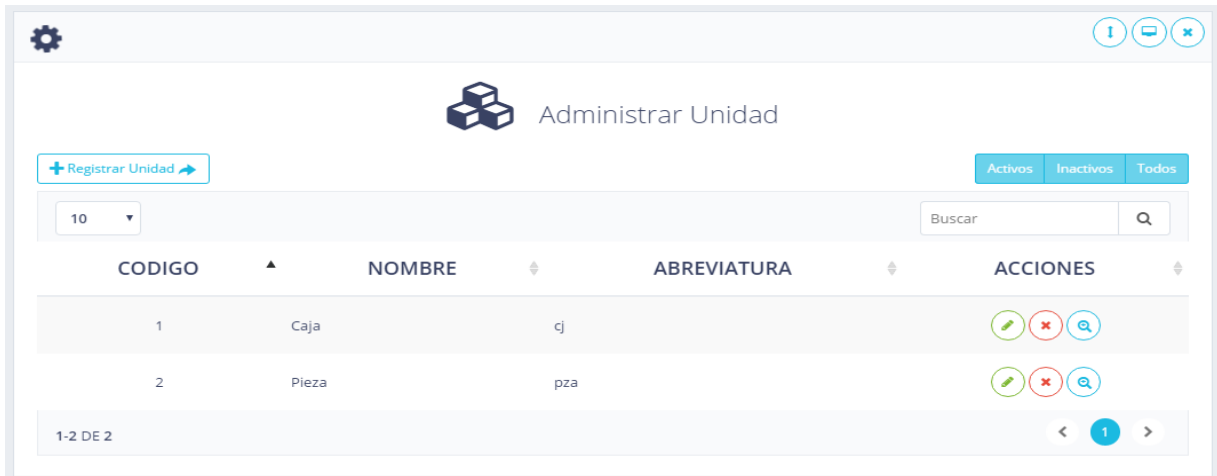 Administrar Unidad
Registrar Unidad
Activos Inactivos Todos
10
Buscar
CODIGO NOMBRE ABREVIATURA ACCIONES
1 Caja cj
2 Pieza pza
1-2 DE 2
1